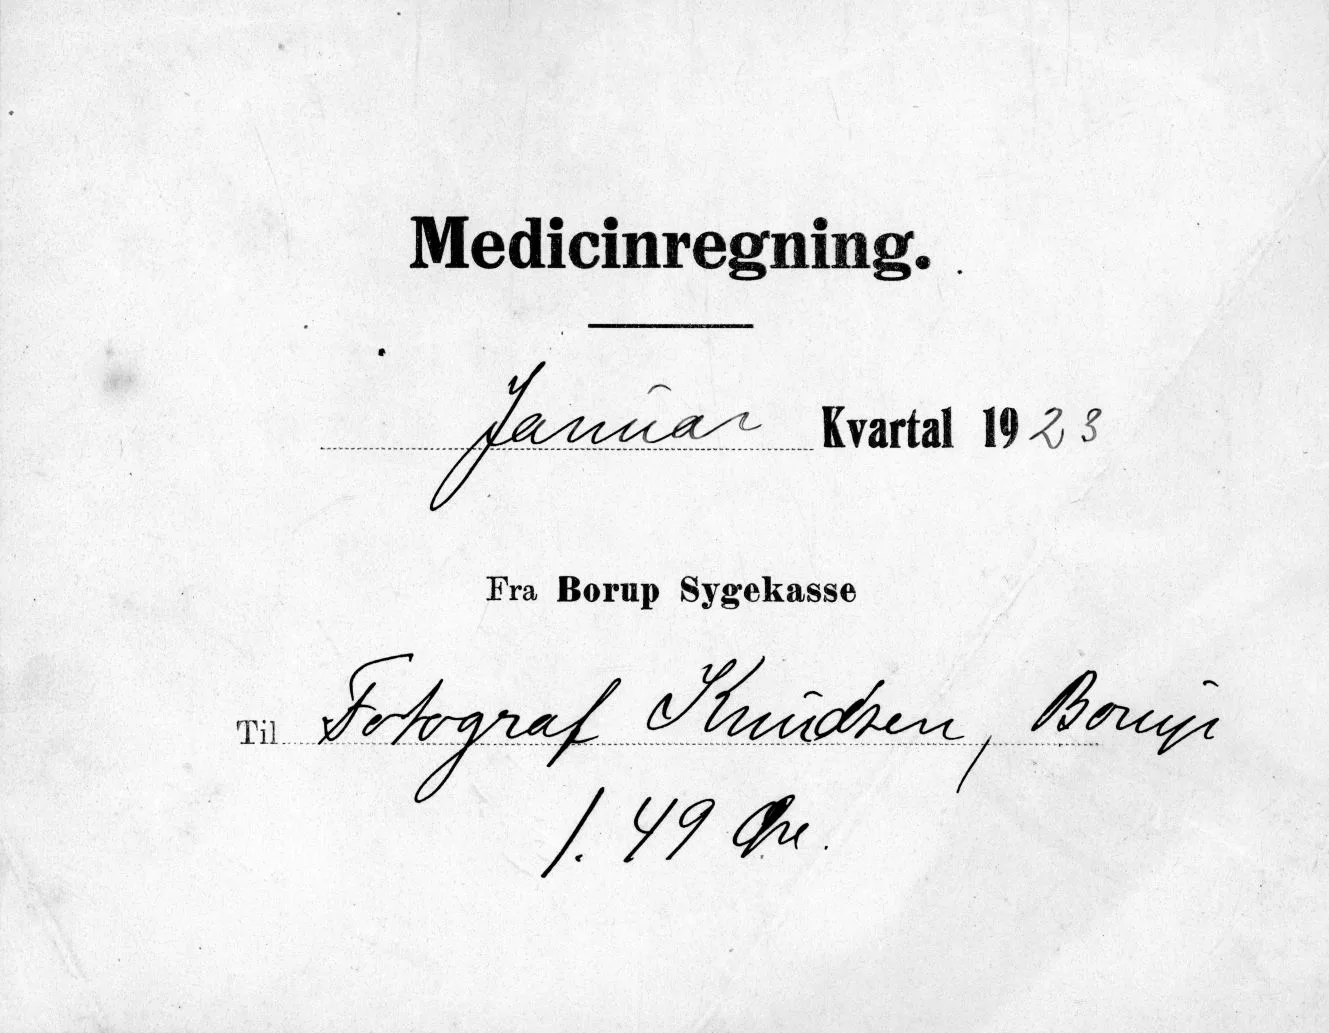 Medicinregning.
Januar Kvartal 1923
Fra Borup Sygekasse
Til Fotograf Knudsen, Borup
1.49 Øre.